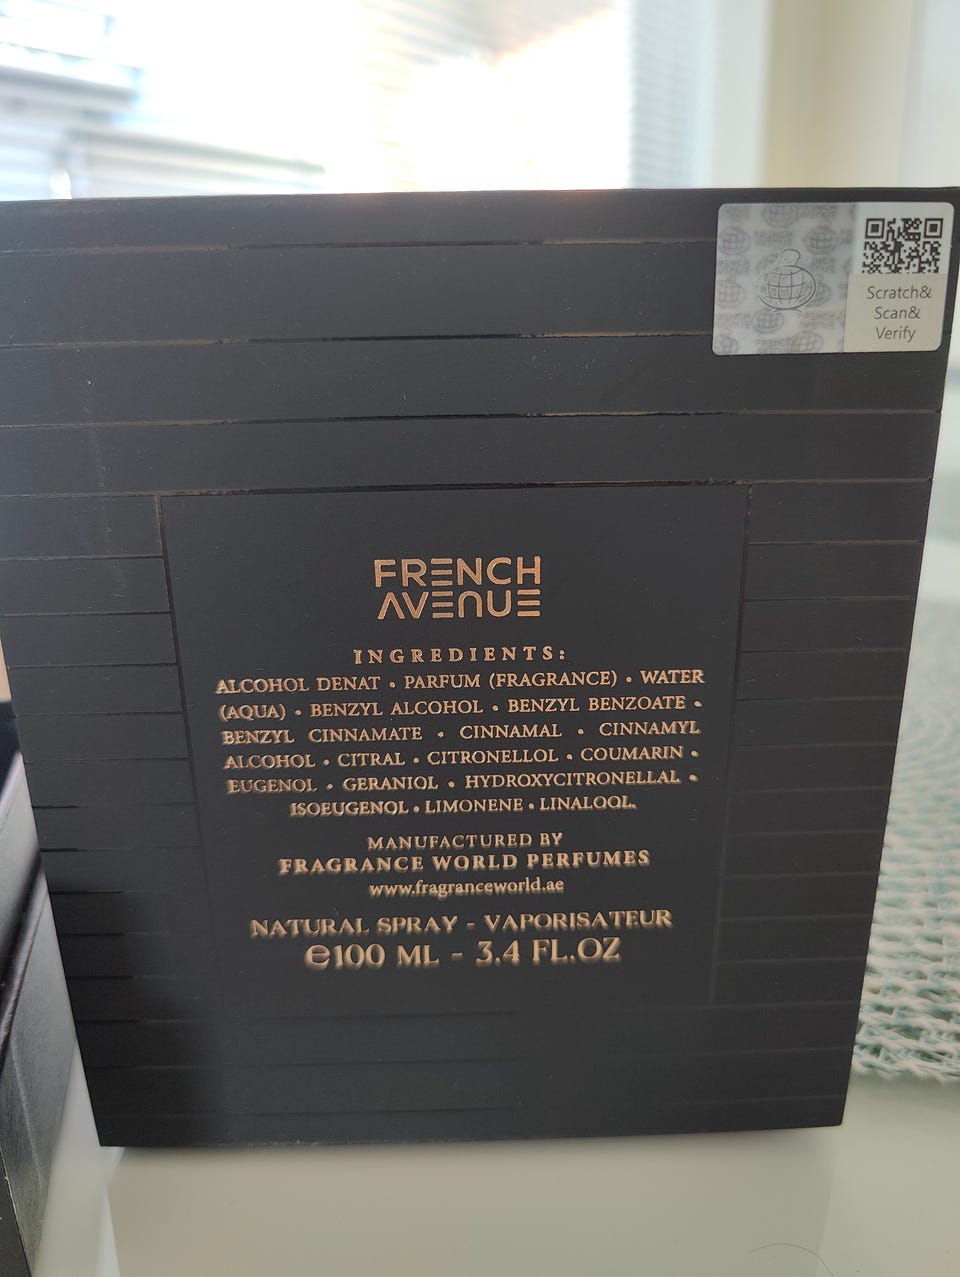 FRENCH
AVENUE
Scratch&
Scan&
Verify
FRENCH
AVENUE
INGREDIENTS:
ALCOHOL DENAT • PARFUM (FRAGRANCE) • WATER
(AQUA) • BENZYL ALCOHOL • BENZYL BENZOATE •
BENZYL CINNAMATE • CINNAMAL • CINNAMYL
ALCOHOL • CITRAL • CITRONELLOL • COUMARIN •
EUGENOL • GERANIOL • HYDROXYCITRONELLAL •
ISOEUGENOL • LIMONENE • LINALOOL.
MANUFACTURED BY
FRAGRANCE WORLD PERFUMES
www.fragranceworld.ae
NATURAL SPRAY - VAPORISATEUR
℮100 ML - 3.4 FL.OZ